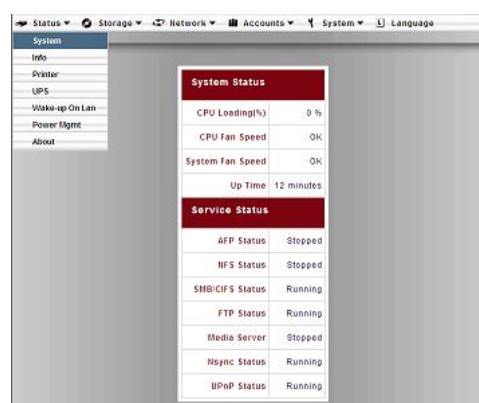 Status Storage Network Accounts System Language
System
Info
Printer
UPS
Wake-up On Lan
Power Mgmt
About
System Status
CPU Loading(%) 0 %
CPU Fan Speed OK
System Fan Speed OK
Up Time 12 minutes
Service Status
AFP Status Stopped
NFS Status Stopped
SMB/CIFS Status Running
FTP Status Running
Media Server Stopped
Nsync Status Running
UPnP Status Running